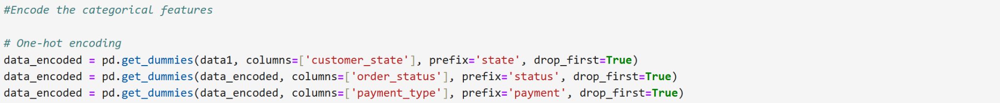 #Encode the categorical features
# One-hot encoding
data_encoded = pd.get_dummies(data1, columns=['customer_state'], prefix='state', drop_first=True)
data_encoded = pd.get_dummies(data_encoded, columns=['order_status'], prefix='status', drop_first=True)
data_encoded = pd.get_dummies(data_encoded, columns=['payment_type'], prefix='payment', drop_first=True)